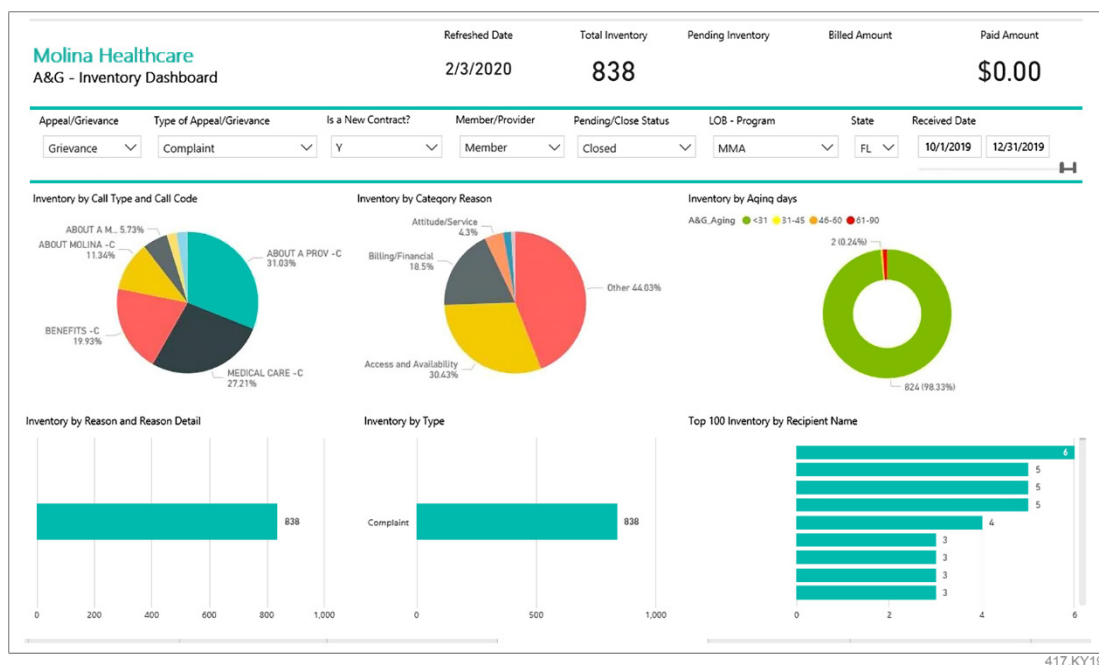 Molina Healthcare
A&G - Inventory Dashboard
Refreshed Date
2/3/2020
Total Inventory
838
Pending Inventory
Billed Amount
Paid Amount
$0.00
Appeal/Grievance
Grievance
Type of Appeal/Grievance
Complaint
Is a New Contract?
Y
Member/Provider
Member
Pending/Close Status
Closed
LOB - Program
MMA
State
FL
Received Date
10/1/2019 12/31/2019
Inventory by Call Type and Call Code
ABOUT A M... 5.73%
ABOUT MOLINA -C
11.34%
BENEFITS -C
19.93%
ABOUT A PROV -C
31.03%
MEDICAL CARE -C
27.21%
Inventory by Category Reason
Attitude/Service
4.3%
Billing/Financial
18.5%
Other 44.03%
Access and Availability
30.43%
Inventory by Aging days
A&G_Aging <31 31-45 46-60 61-90
2 (0.24%)
824 (98.33%)
Inventory by Reason and Reason Detail
838
0 200 400 600 800 1,000
Inventory by Type
Complaint 838
0 500 1,000
Top 100 Inventory by Recipient Name
6
5
5
5
4
3
3
3
3
0 2 4 6
417.KY19